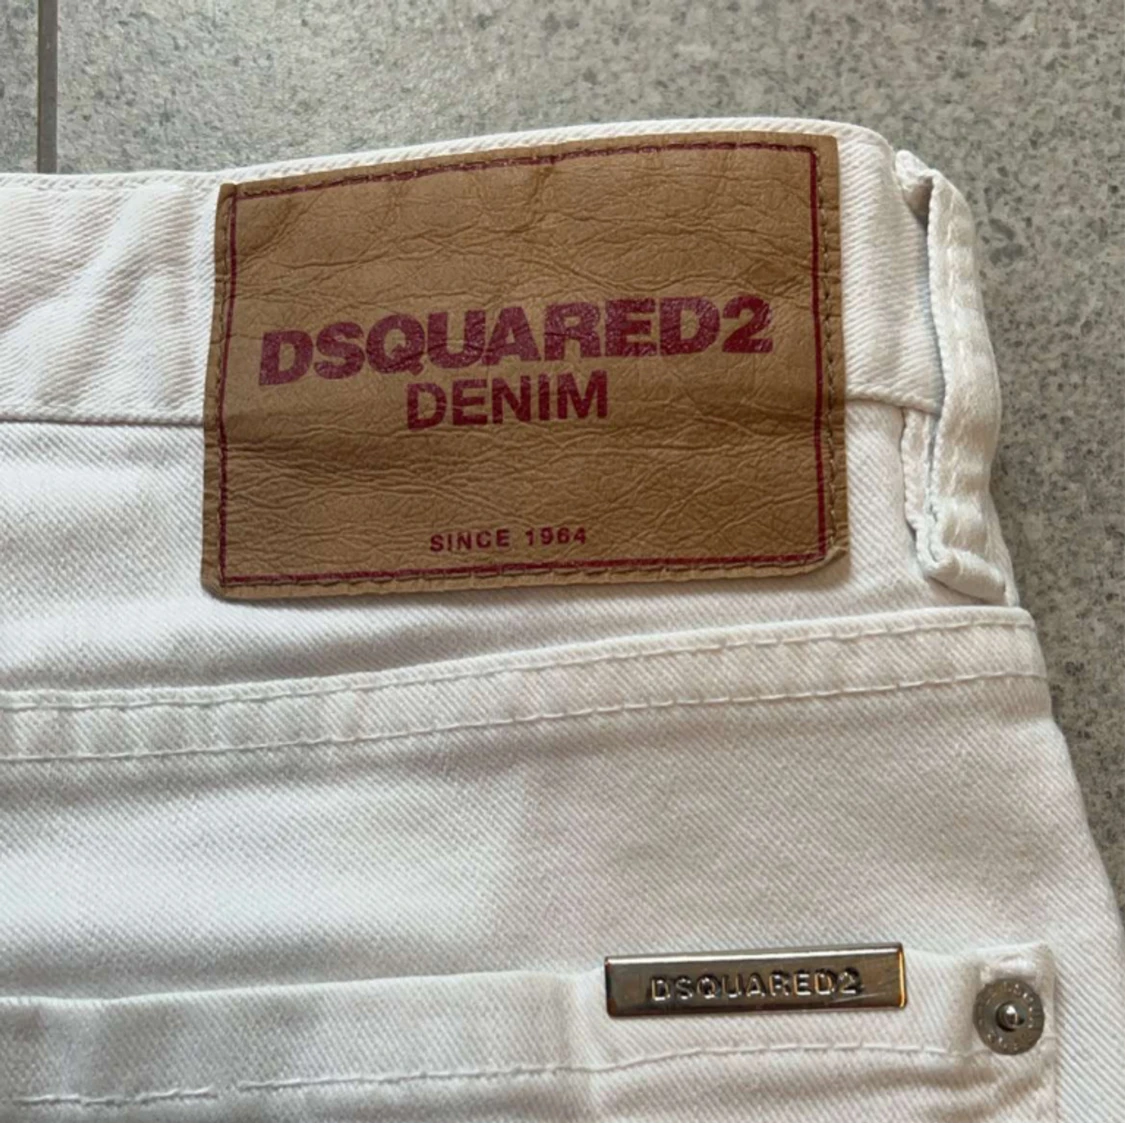 DSQUARED2
DENIM
SINCE 1964
DSQUARED2